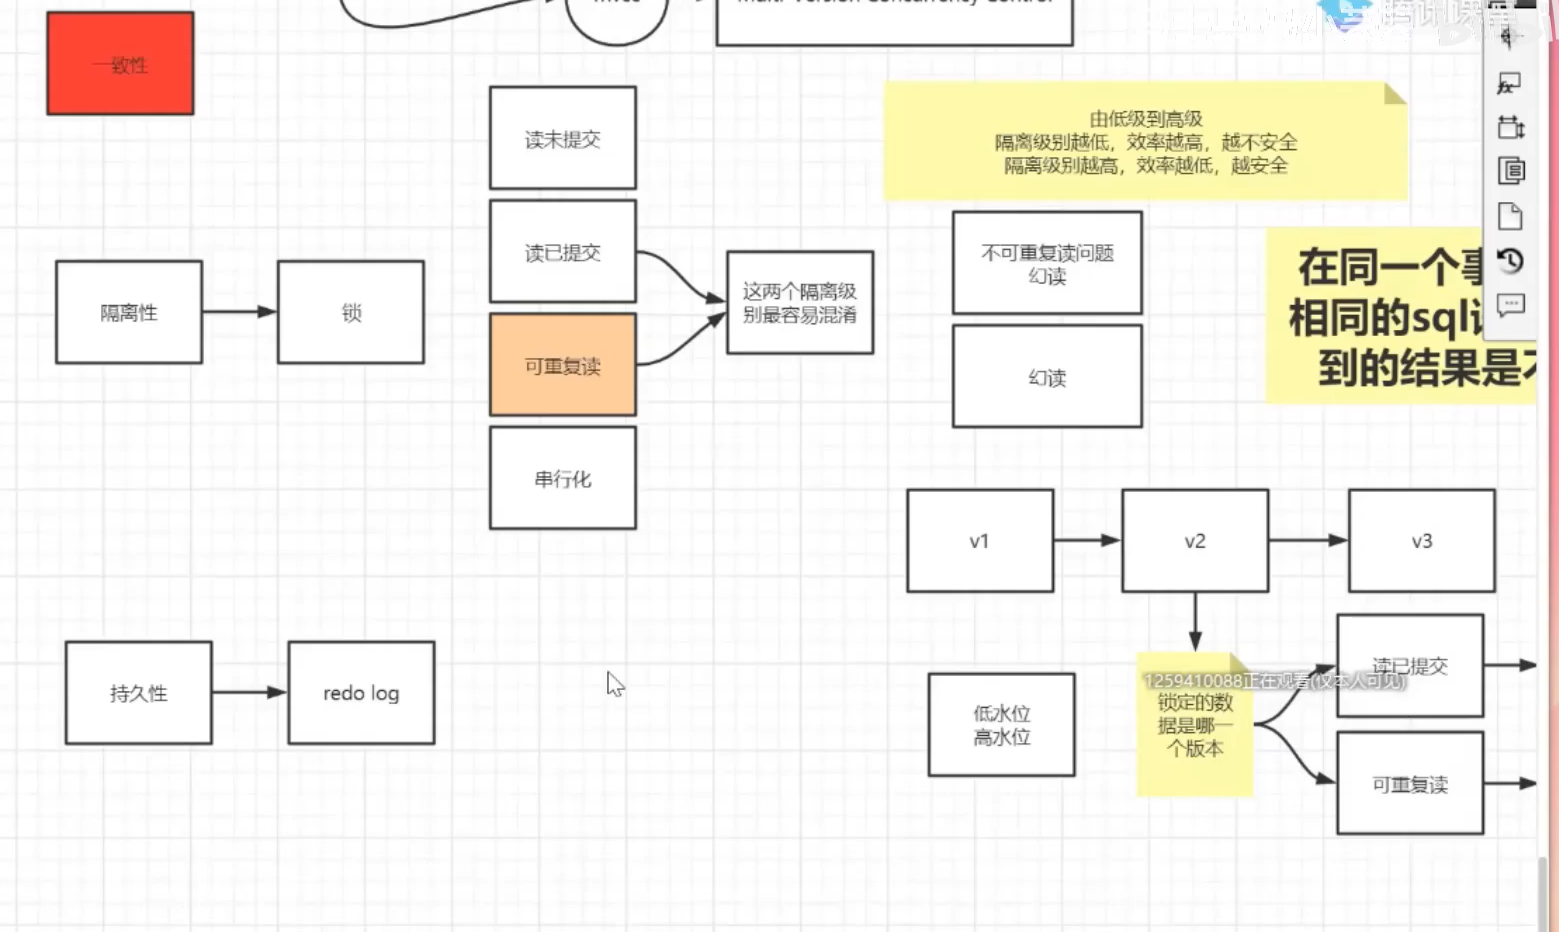 Multi Version Concurrency Control
一致性
读未提交
由低级到高级
隔离级别越低，效率越高，越不安全
隔离级别越高，效率越低，越安全
读已提交
不可重复读问题
幻读
在同一个事
相同的sql
到的结果是
隔离性
锁
这两个隔离级
别最容易混淆
可重复读
幻读
串行化
v1
v2
v3
持久性
redo log
低水位
高水位
1259410088正在观看(仅本人可见)
锁定的数
据是哪一
个版本
读已提交
可重复读